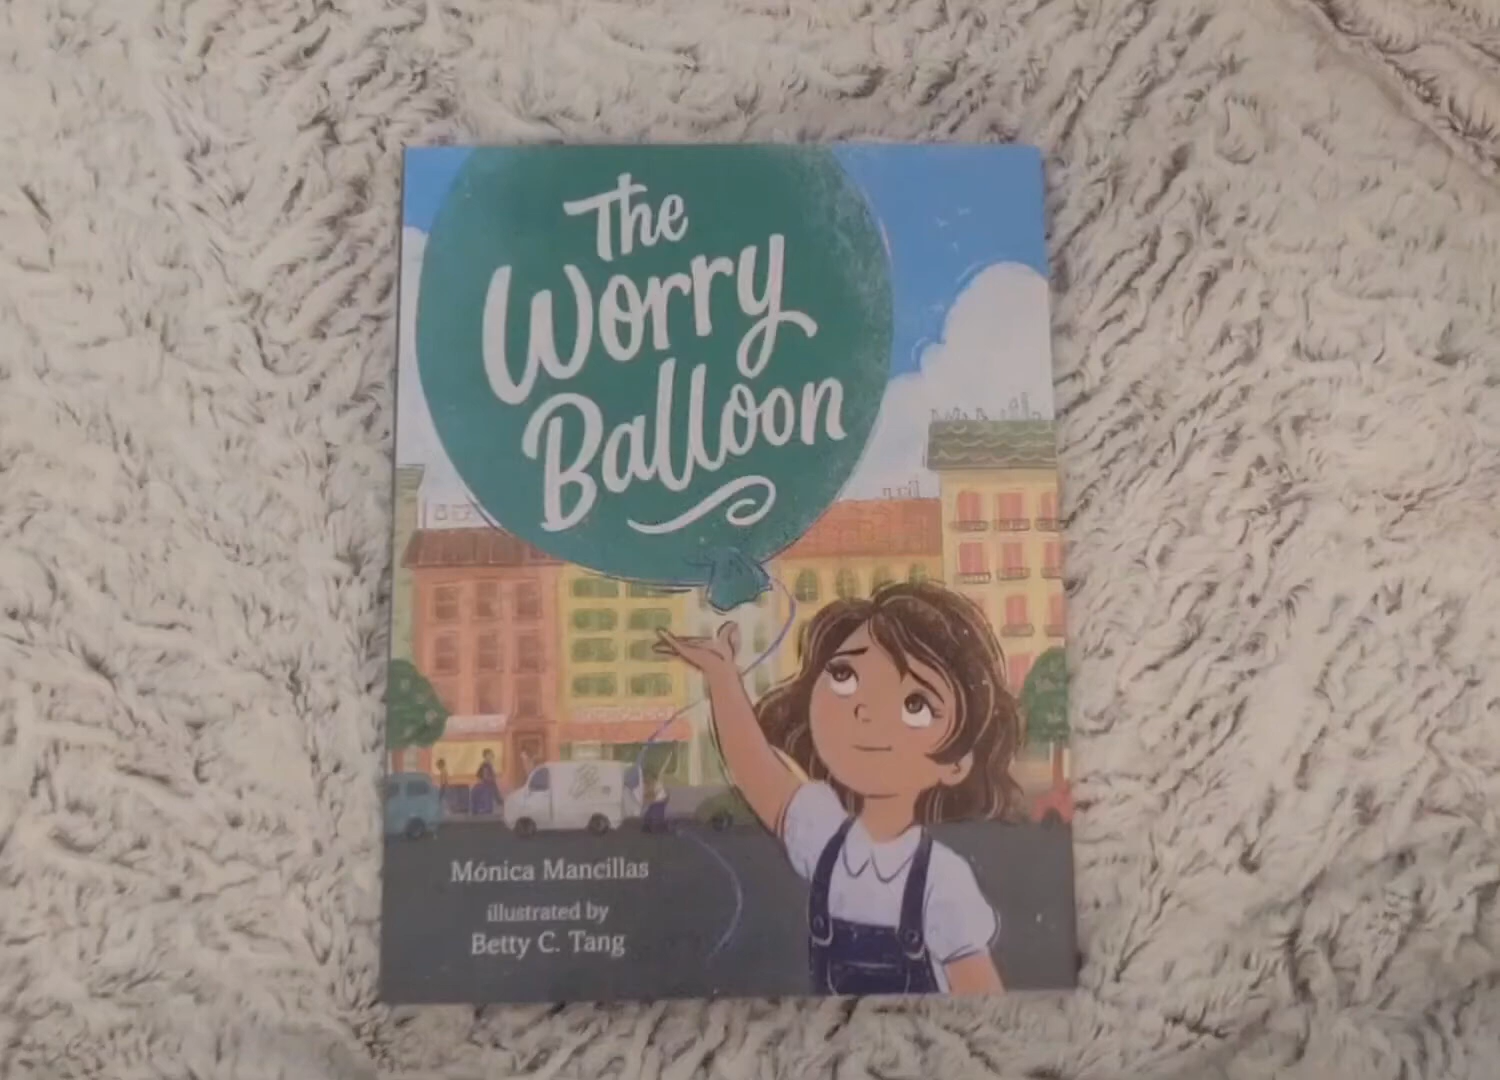 The
Worry
Balloon
Mónica Mancillas
illustrated by
Betty C. Tang